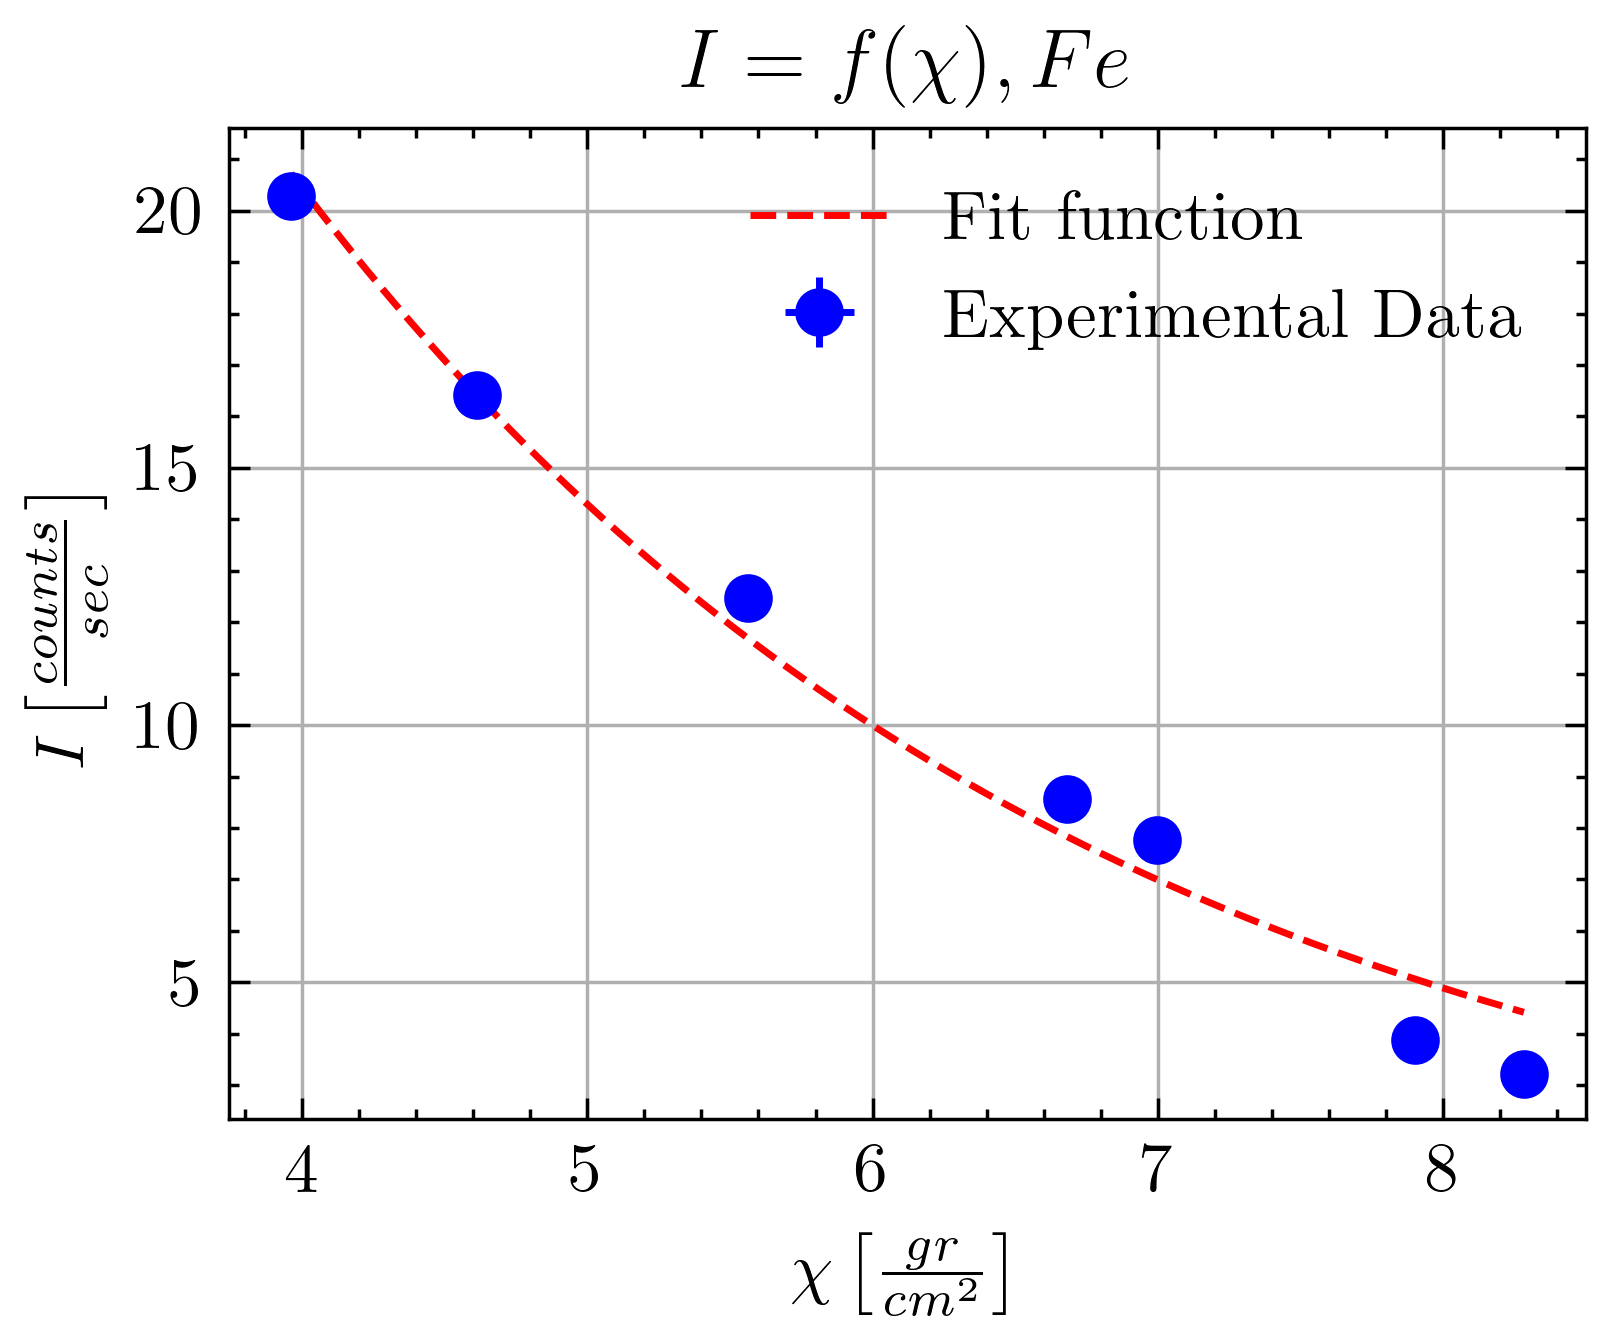 I = f(χ), Fe
Fit function
Experimental Data
20
15
10
5
I [counts/sec]
4 5 6 7 8
χ [gr/cm²]